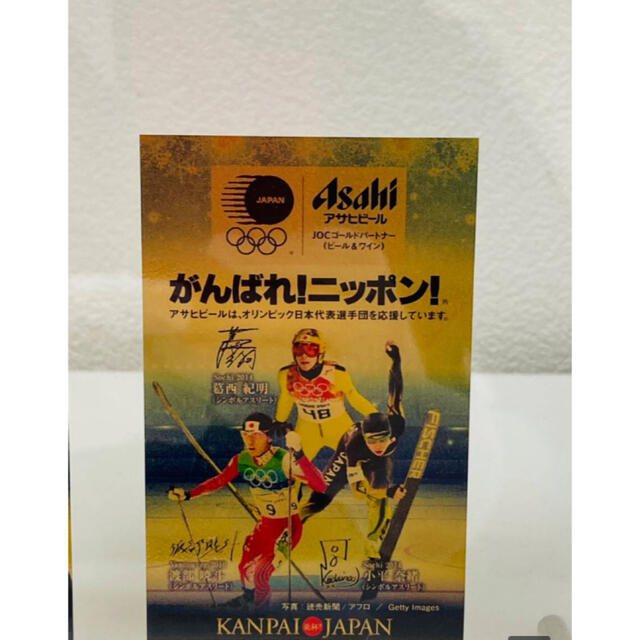 JAPAN
Asahi
アサヒビール
JOCゴールドパートナー
(ビール&ワイン)
がんばれ!ニッポン!
アサヒビールは、オリンピック日本代表選手団を応援しています。
Sochi 2014
葛西 紀明
(シンボルアスリート)
48
JAPAN
9 9
(シンボルアスリート)
Sochi 2014
小平 奈緒
(シンボルアスリート)
写真:読売新聞/アフロ / Getty Images
KANPAI 乾杯 JAPAN